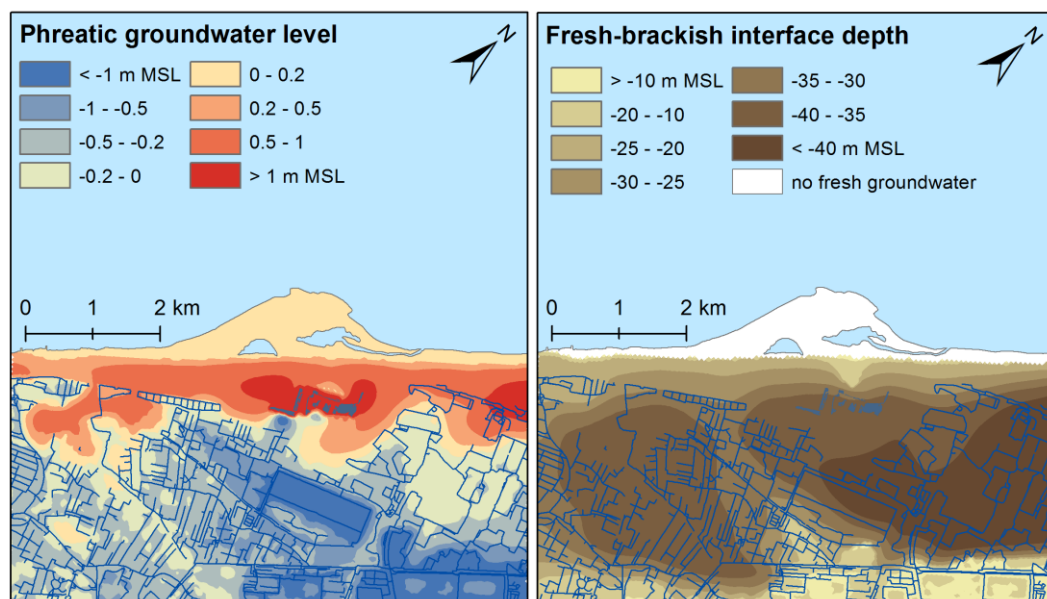 Phreatic groundwater level
N
< -1 m MSL
-1 - -0.5
-0.5 - -0.2
-0.2 - 0
0 - 0.2
0.2 - 0.5
0.5 - 1
> 1 m MSL
0 1 2 km
Fresh-brackish interface depth
N
> -10 m MSL
-20 - -10
-25 - -20
-30 - -25
-35 - -30
-40 - -35
< -40 m MSL
no fresh groundwater
0 1 2 km